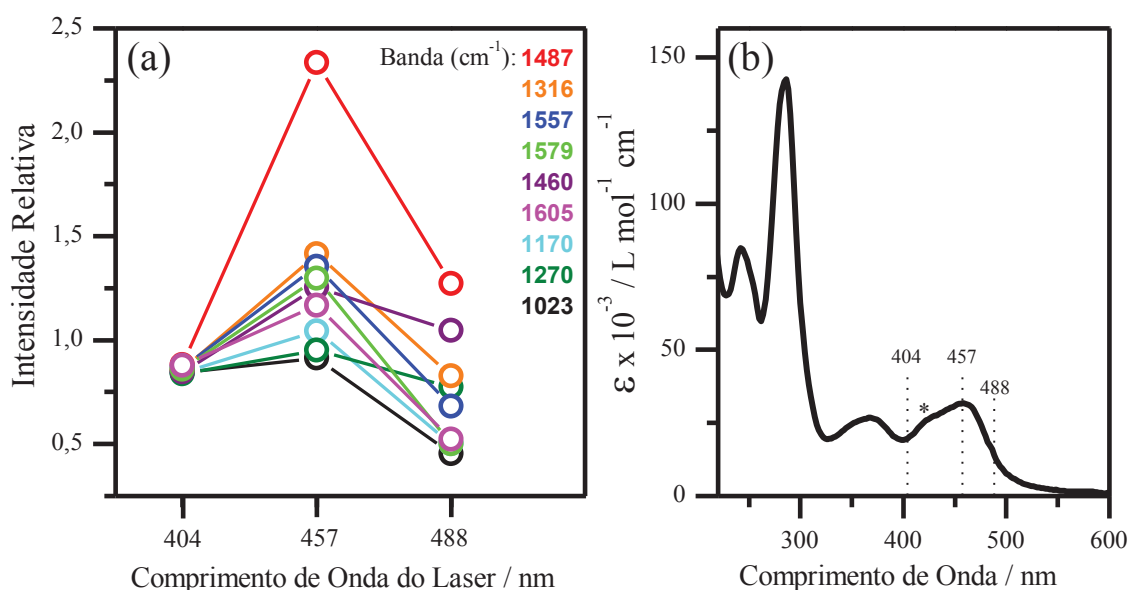 (a)
Banda (cm⁻¹): 1487
1316
1557
1579
1460
1605
1170
1270
1023
2,5
2,0
1,5
1,0
0,5
Intensidade Relativa
404 457 488
Comprimento de Onda do Laser / nm
(b)
150
100
50
0
ε x 10⁻³ / L mol⁻¹ cm⁻¹
404
457
488
*
300 400 500 600
Comprimento de Onda / nm